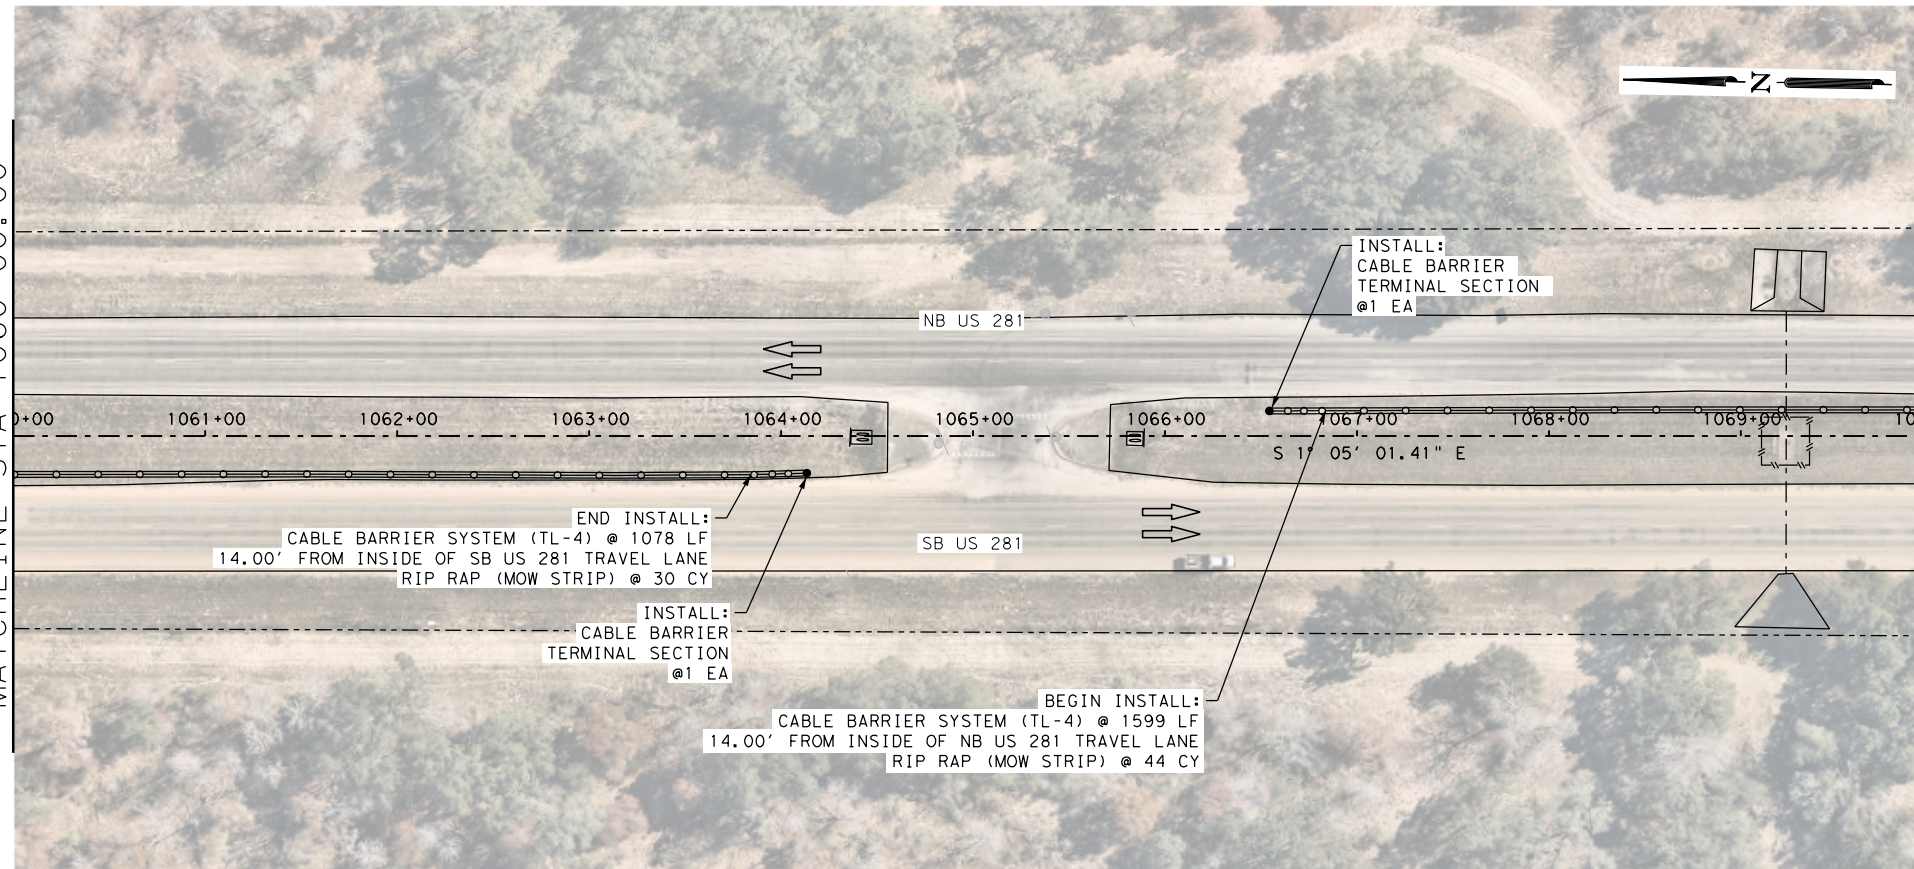 N
INSTALL:
CABLE BARRIER
TERMINAL SECTION
@1 EA
NB US 281
1061+00 1062+00 1063+00 1064+00 1065+00 1066+00 1067+00 1068+00 1069+00
S 1° 05' 01.41" E
END INSTALL:
CABLE BARRIER SYSTEM (TL-4) @ 1078 LF
14.00' FROM INSIDE OF SB US 281 TRAVEL LANE
RIP RAP (MOW STRIP) @ 30 CY
SB US 281
INSTALL:
CABLE BARRIER
TERMINAL SECTION
@1 EA
BEGIN INSTALL:
CABLE BARRIER SYSTEM (TL-4) @ 1599 LF
14.00' FROM INSIDE OF NB US 281 TRAVEL LANE
RIP RAP (MOW STRIP) @ 44 CY